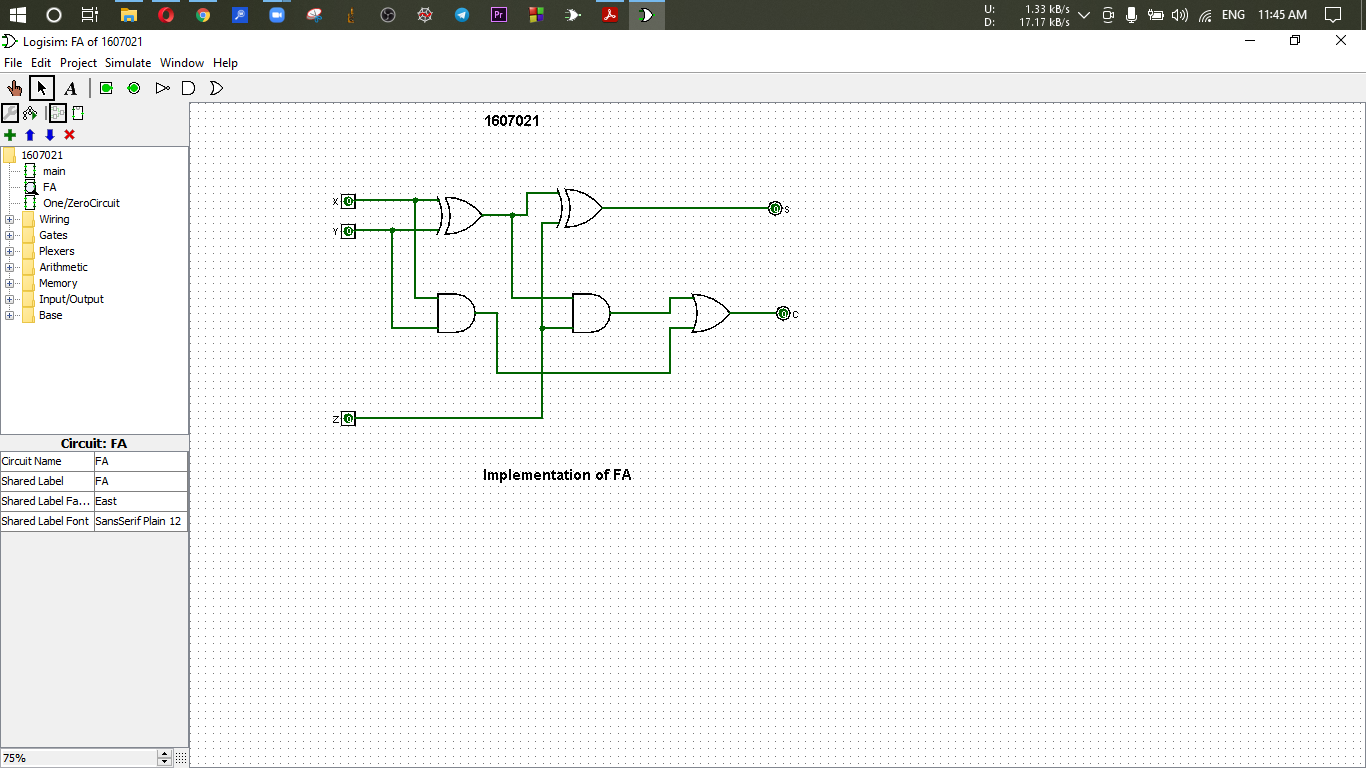 U: 1.33 kB/s
D: 17.17 kB/s
ENG 11:45 AM
Logisim: FA of 1607021
File Edit Project Simulate Window Help
A
1607021
main
FA
One/ZeroCircuit
Wiring
Gates
Plexers
Arithmetic
Memory
Input/Output
Base
Circuit: FA
Circuit Name FA
Shared Label FA
Shared Label Fa... East
Shared Label Font SansSerif Plain 12
75%
1607021
X 0
Y 0
0 S
0 C
Z 0
Implementation of FA